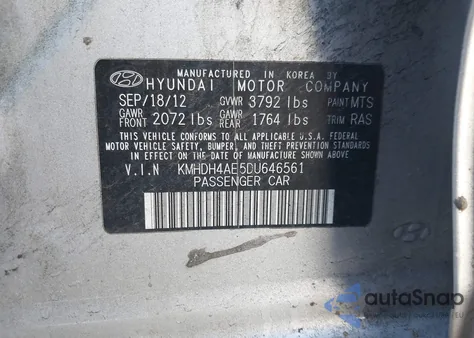 MANUFACTURED IN KOREA BY
HYUNDAI MOTOR COMPANY
SEP/18/12 GVWR 3792 lbs PAINT MTS
GAWR FRONT 2072 lbs GAWR REAR 1764 lbs TRIM RAS
THIS VEHICLE CONFORMS TO ALL APPLICABLE U.S.A. FEDERAL
MOTOR VEHICLE SAFETY, BUMPER, AND THEFT PREVENTION STANDARDS
IN EFFECT ON THE DATE OF MANUFACTURE SHOWN ABOVE.
V.I.N KMHDH4AE5DU646561
PASSENGER CAR
autoSnap